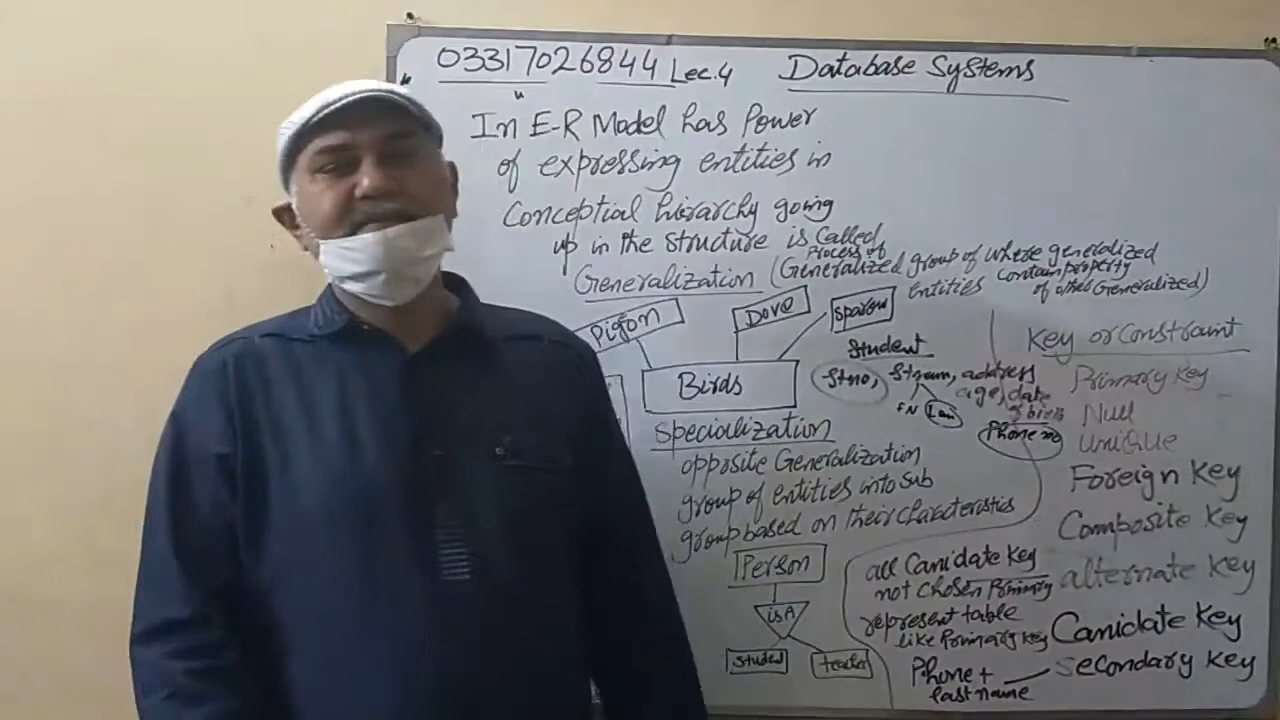 03317026844 Lec.4 Database Systems
In E-R Model has Power
of expressing entities in
Conceptial hierarchy going
up in the structure is called
Generalization (Process of Generalized group of where generalized
entities contain property
of other Generalized)
Pigon
Dove
Sparow
Birds
Student
Stno, Stnam, address
age, date
of birth
FN Lan
Phone no
Key or Constraint
Primary Key
Null
unique
Foreign Key
Composite Key
alternate Key
Canidate Key
Secondary Key
Specialization
opposite Generalization
group of entities into sub
group based on their characteristics
Person
isA
Student
teacher
all Canidate Key
not chosen Primary
represent table
like Primary Key
Phone +
last name